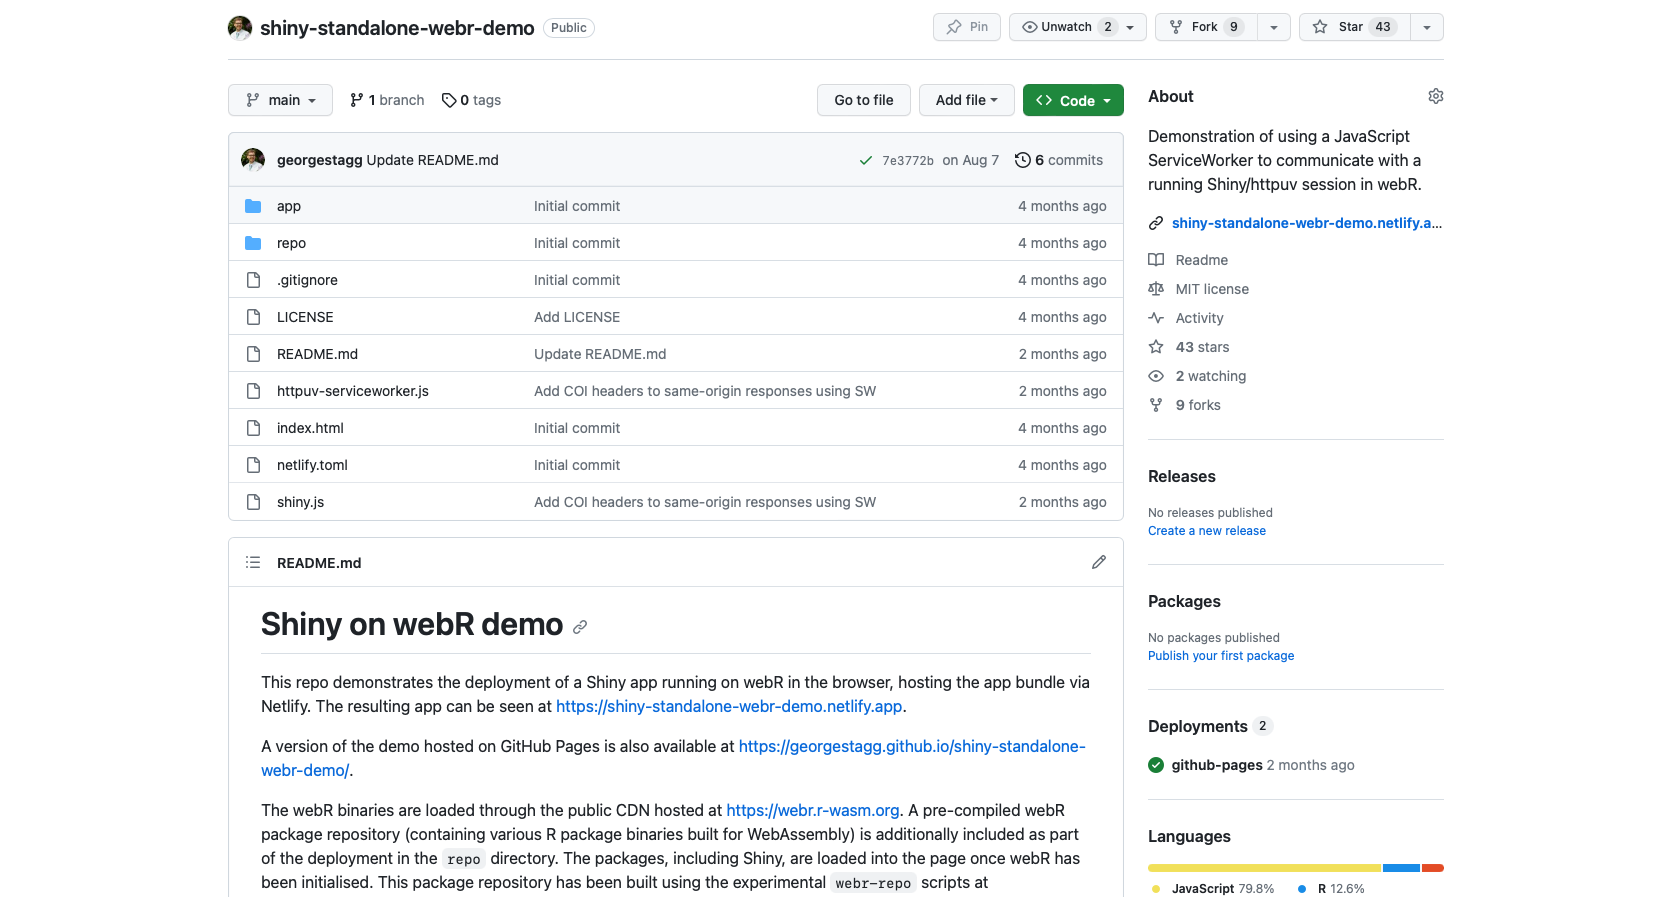 shiny-standalone-webr-demo Public Pin Unwatch 2 Fork 9 Star 43
main 1 branch 0 tags Go to file Add file Code
georgestagg Update README.md 7e3772b on Aug 7 6 commits
app Initial commit 4 months ago
repo Initial commit 4 months ago
.gitignore Initial commit 4 months ago
LICENSE Add LICENSE 4 months ago
README.md Update README.md 2 months ago
httpuv-serviceworker.js Add COI headers to same-origin responses using SW 2 months ago
index.html Initial commit 4 months ago
netlify.toml Initial commit 4 months ago
shiny.js Add COI headers to same-origin responses using SW 2 months ago
README.md
Shiny on webR demo
This repo demonstrates the deployment of a Shiny app running on webR in the browser, hosting the app bundle via
Netlify. The resulting app can be seen at https://shiny-standalone-webr-demo.netlify.app.
A version of the demo hosted on GitHub Pages is also available at https://georgestagg.github.io/shiny-standalone-
webr-demo/.
The webR binaries are loaded through the public CDN hosted at https://webr.r-wasm.org. A pre-compiled webR
package repository (containing various R package binaries built for WebAssembly) is additionally included as part
of the deployment in the repo directory. The packages, including Shiny, are loaded into the page once webR has
been initialised. This package repository has been built using the experimental webr-repo scripts at
About
Demonstration of using a JavaScript
ServiceWorker to communicate with a
running Shiny/httpuv session in webR.
shiny-standalone-webr-demo.netlify.a...
Readme
MIT license
Activity
43 stars
2 watching
9 forks
Releases
No releases published
Create a new release
Packages
No packages published
Publish your first package
Deployments 2
github-pages 2 months ago
Languages
JavaScript 79.8% R 12.6%